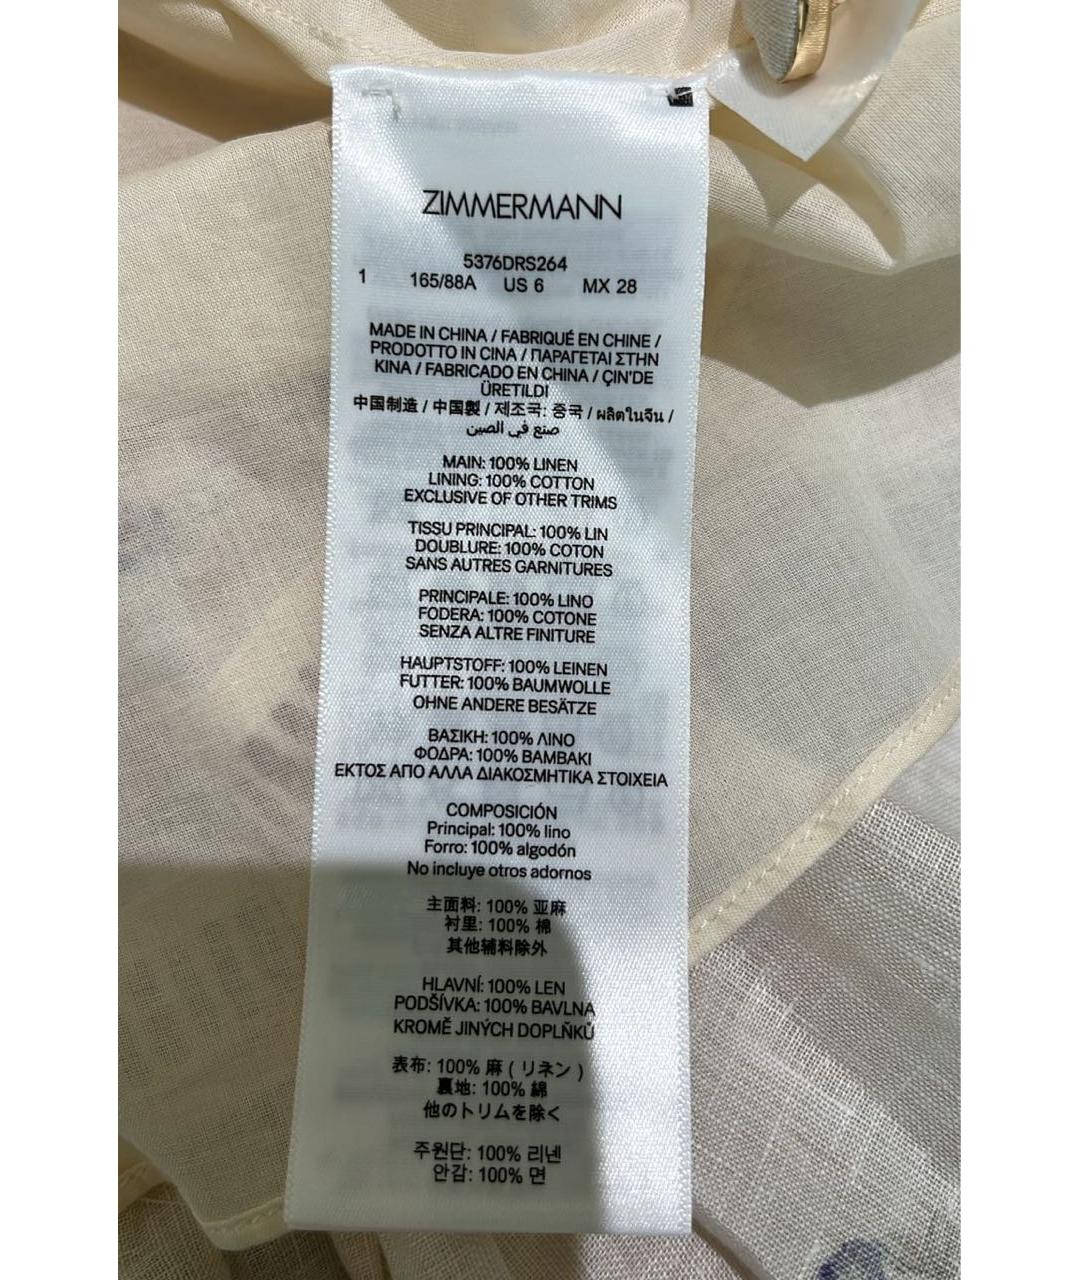 ZIMMERMANN
5376DRS264
1 165/88A US 6 MX 28
MADE IN CHINA / FABRIQUÉ EN CHINE /
PRODOTTO IN CINA / ΠΑΡΑΓΕΤΑΙ ΣΤΗΝ
ΚΙΝΑ / FABRICADO EN CHINA / ÇIN'DE
ÜRETILDI
中国制造 / 中国製 / 제조국: 중국 / ผลิตในจีน /
صنع في الصين
MAIN: 100% LINEN
LINING: 100% COTTON
EXCLUSIVE OF OTHER TRIMS
TISSU PRINCIPAL: 100% LIN
DOUBLURE: 100% COTON
SANS AUTRES GARNITURES
PRINCIPALE: 100% LINO
FODERA: 100% COTONE
SENZA ALTRE FINITURE
HAUPTSTOFF: 100% LEINEN
FUTTER: 100% BAUMWOLLE
OHNE ANDERE BESÄTZE
ΒΑΣΙΚΗ: 100% ΛΙΝΟ
ΦΟΔΡΑ: 100% ΒΑΜΒΑΚΙ
ΕΚΤΟΣ ΑΠΟ ΑΛΛΑ ΔΙΑΚΟΣΜΗΤΙΚΑ ΣΤΟΙΧΕΙΑ
COMPOSICIÓN
Principal: 100% lino
Forro: 100% algodón
No incluye otros adornos
主面料: 100% 亚麻
衬里: 100% 棉
其他辅料除外
HLAVNÍ: 100% LEN
PODŠÍVKA: 100% BAVLNA
KROMĚ JINÝCH DOPLŇKŮ
表布: 100% 麻 ( リネン )
裏地: 100% 綿
他のトリムを除く
주원단: 100% 리넨
안감: 100% 면